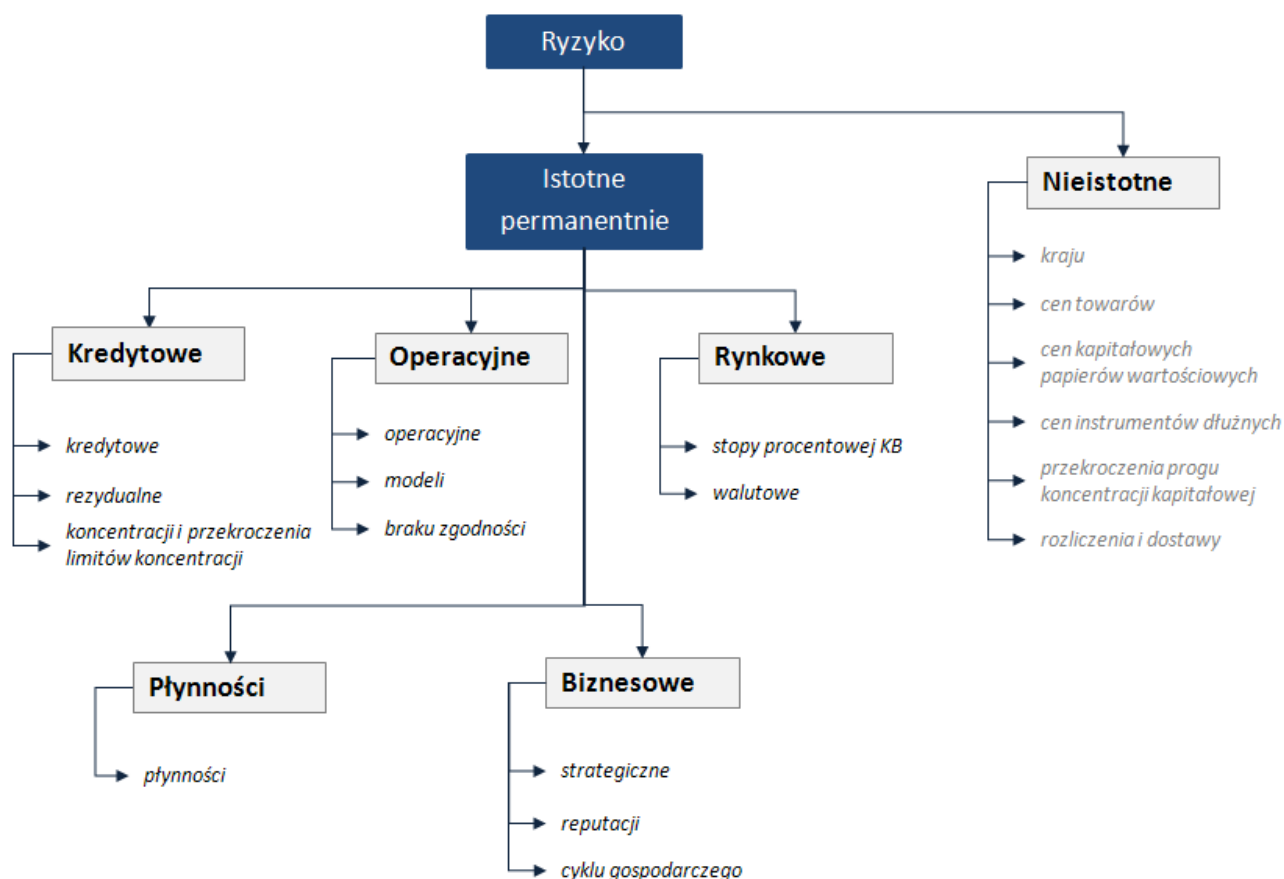 Ryzyko
Istotne
permanentnie
Nieistotne
kraju
cen towarów
cen kapitałowych
papierów wartościowych
cen instrumentów dłużnych
przekroczenia progu
koncentracji kapitałowej
rozliczenia i dostawy
Kredytowe
kredytowe
rezydualne
koncentracji i przekroczenia
limitów koncentracji
Operacyjne
operacyjne
modeli
braku zgodności
Rynkowe
stopy procentowej KB
walutowe
Płynności
płynności
Biznesowe
strategiczne
reputacji
cyklu gospodarczego